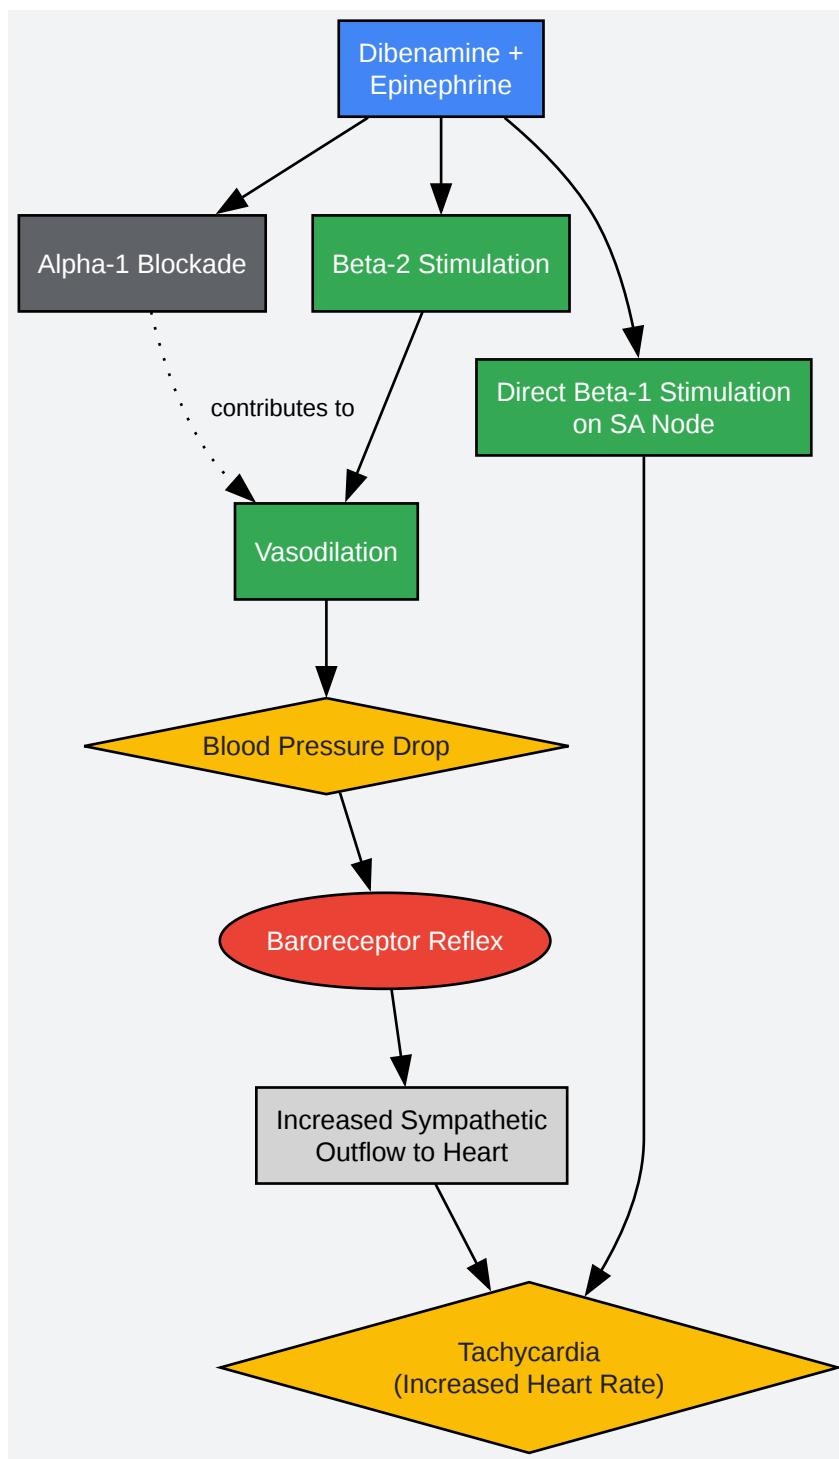 Dibenamine +
Epinephrine
Alpha-1 Blockade
Beta-2 Stimulation
Direct Beta-1 Stimulation
on SA Node
contributes to
Vasodilation
Blood Pressure Drop
Baroreceptor Reflex
Increased Sympathetic
Outflow to Heart
Tachycardia
(Increased Heart Rate)